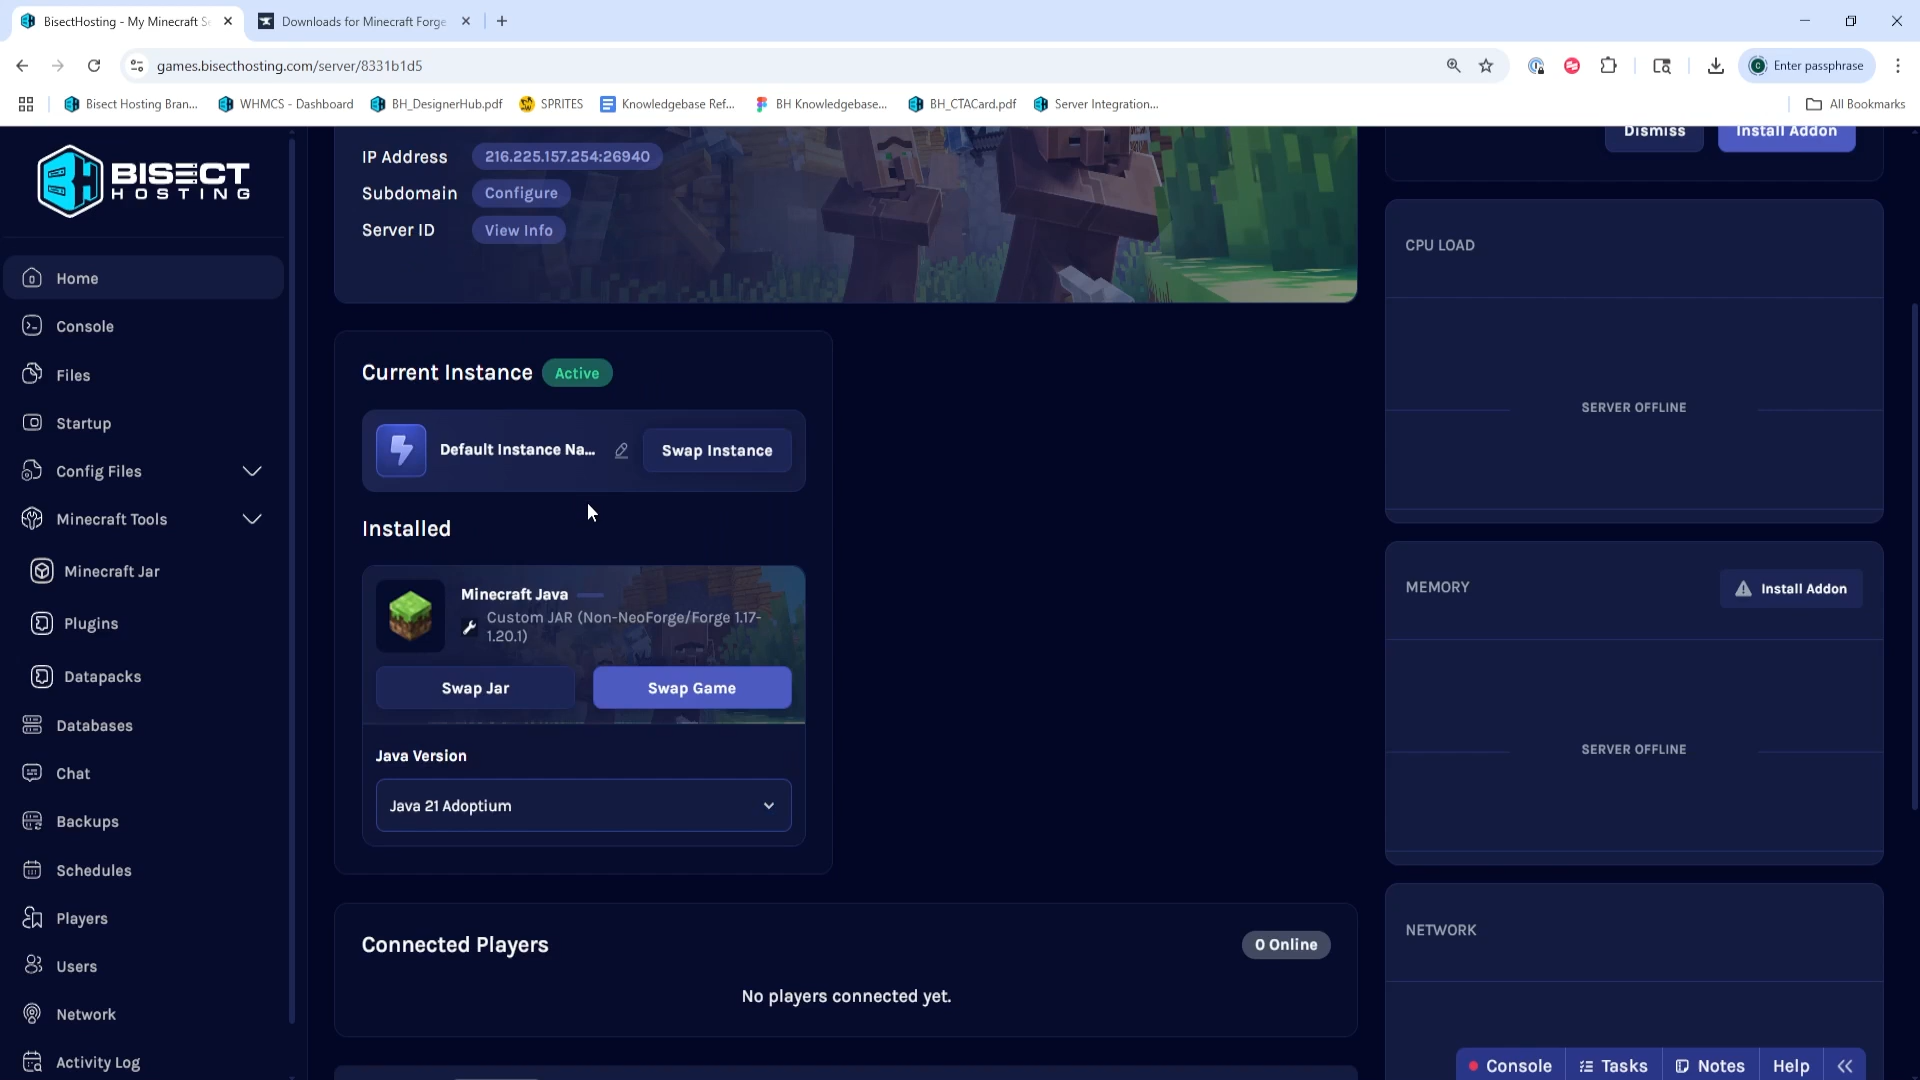 BisectHosting - My Minecraft Se
Downloads for Minecraft Forge
games.bisecthosting.com/server/8331b1d5
Enter passphrase
Bisect Hosting Bran...
WHMCS - Dashboard
BH_DesignerHub.pdf
SPRITES
Knowledgebase Ref...
BH Knowledgebase...
BH_CTACard.pdf
Server Integration...
All Bookmarks
BISECT
HOSTING
Home
Console
Files
Startup
Config Files
Minecraft Tools
Minecraft Jar
Plugins
Datapacks
Databases
Chat
Backups
Schedules
Players
Users
Network
Activity Log
IP Address 216.225.157.254:26940
Subdomain Configure
Server ID View Info
Current Instance Active
Default Instance Na... Swap Instance
Installed
Minecraft Java
Custom JAR (Non-NeoForge/Forge 1.17-
1.20.1)
Swap Jar Swap Game
Java Version
Java 21 Adoptium
Connected Players 0 Online
No players connected yet.
Dismiss Install Addon
CPU LOAD
SERVER OFFLINE
MEMORY Install Addon
SERVER OFFLINE
NETWORK
Console Tasks Notes Help